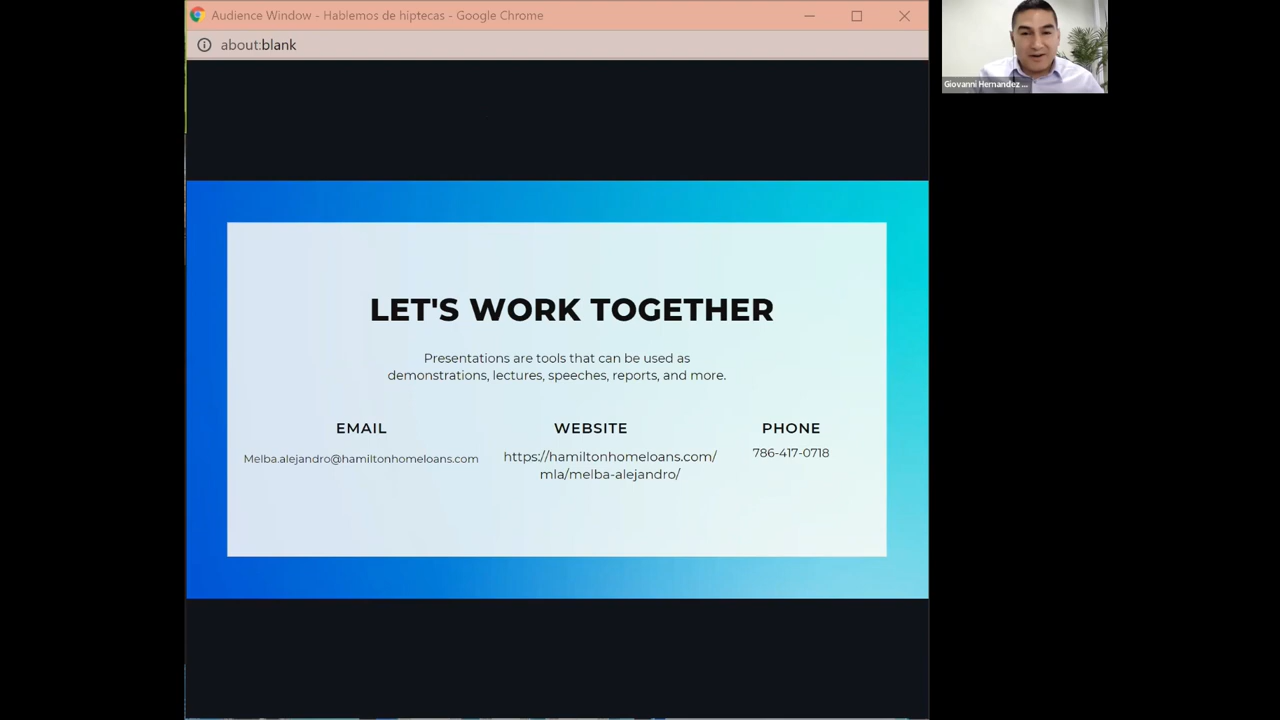 Audience Window - Hablemos de hiptecas - Google Chrome
about:blank
Giovanni Hernandez ...
LET'S WORK TOGETHER
Presentations are tools that can be used as
demonstrations, lectures, speeches, reports, and more.
EMAIL
Melba.alejandro@hamiltonhomeloans.com
WEBSITE
https://hamiltonhomeloans.com/
mla/melba-alejandro/
PHONE
786-417-0718